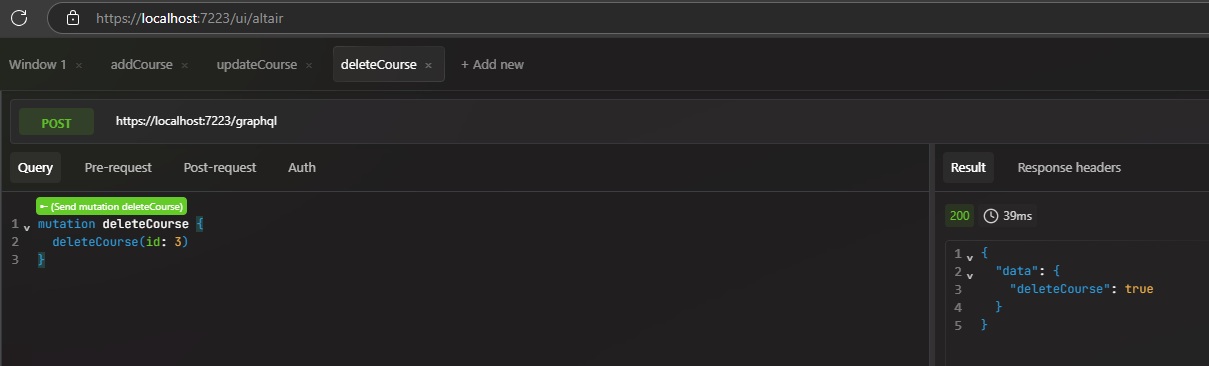 https://localhost:7223/ui/altair
Window 1 × addCourse × updateCourse × deleteCourse × + Add new
POST https://localhost:7223/graphql
Query Pre-request Post-request Auth
(Send mutation deleteCourse)
1 mutation deleteCourse {
2 deleteCourse(id: 3)
3 }
Result Response headers
200 39ms
1 {
2 "data": {
3 "deleteCourse": true
4 }
5 }